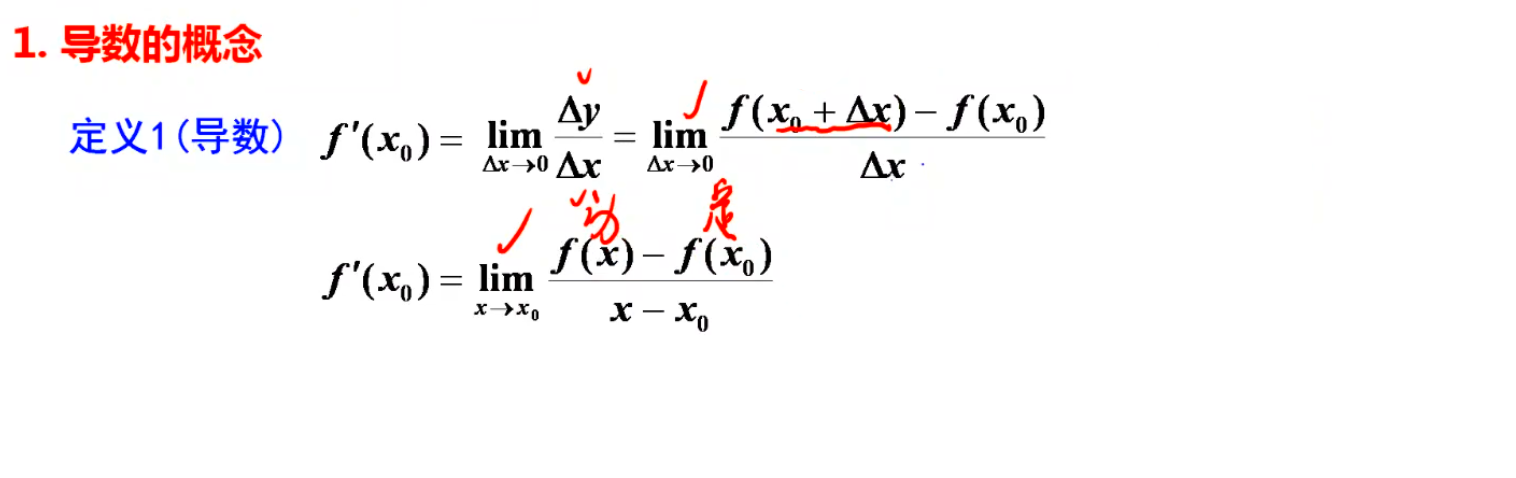 1. 导数的概念
定义1(导数) f'(x₀) = lim_{Δx→0} Δy/Δx = lim_{Δx→0} (f(x₀ + Δx) − f(x₀))/Δx
动 定
f'(x₀) = lim_{x→x₀} (f(x) − f(x₀))/(x − x₀)